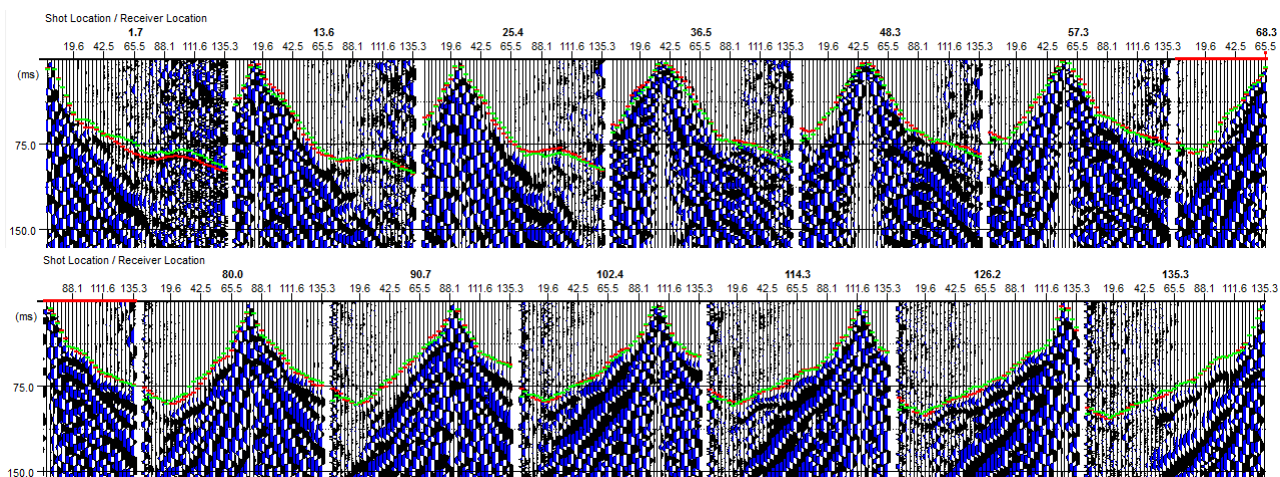 Shot Location / Receiver Location
1.7 13.6 25.4 36.5 48.3 57.3 68.3
19.6 42.5 65.5 88.1 111.6 135.3 19.6 42.5 65.5 88.1 111.6 135.3 19.6 42.5 65.5 88.1 111.6 135.3 19.6 42.5 65.5 88.1 111.6 135.3 19.6 42.5 65.5 88.1 111.6 135.3 19.6 42.5 65.5 88.1 111.6 135.3 19.6 42.5 65.5
(ms)
75.0
150.0
Shot Location / Receiver Location
80.0 90.7 102.4 114.3 126.2 135.3
88.1 111.6 135.3 19.6 42.5 65.5 88.1 111.6 135.3 19.6 42.5 65.5 88.1 111.6 135.3 19.6 42.5 65.5 88.1 111.6 135.3 19.6 42.5 65.5 88.1 111.6 135.3 19.6 42.5 65.5 88.1 111.6 135.3 19.6 42.5 65.5 88.1 111.6 135.3
(ms)
75.0
150.0